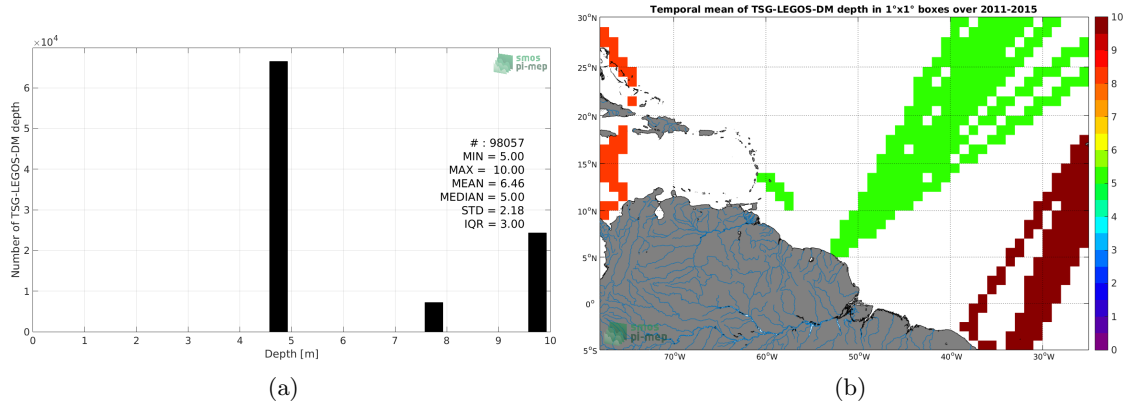 ×10⁴
6
5
4
3
2
1
0
Number of TSG-LEGOS-DM depth
0 1 2 3 4 5 6 7 8 9 10
Depth [m]
smos
pi-mep
# : 98057
MIN = 5.00
MAX = 10.00
MEAN = 6.46
MEDIAN = 5.00
STD = 2.18
IQR = 3.00
(a)
Temporal mean of TSG-LEGOS-DM depth in 1°x1° boxes over 2011-2015
30°N
25°N
20°N
15°N
10°N
5°N
0°
5°S
70°W 60°W 50°W 40°W 30°W
smos
pi-mep
10
9
8
7
6
5
4
3
2
1
0
(b)